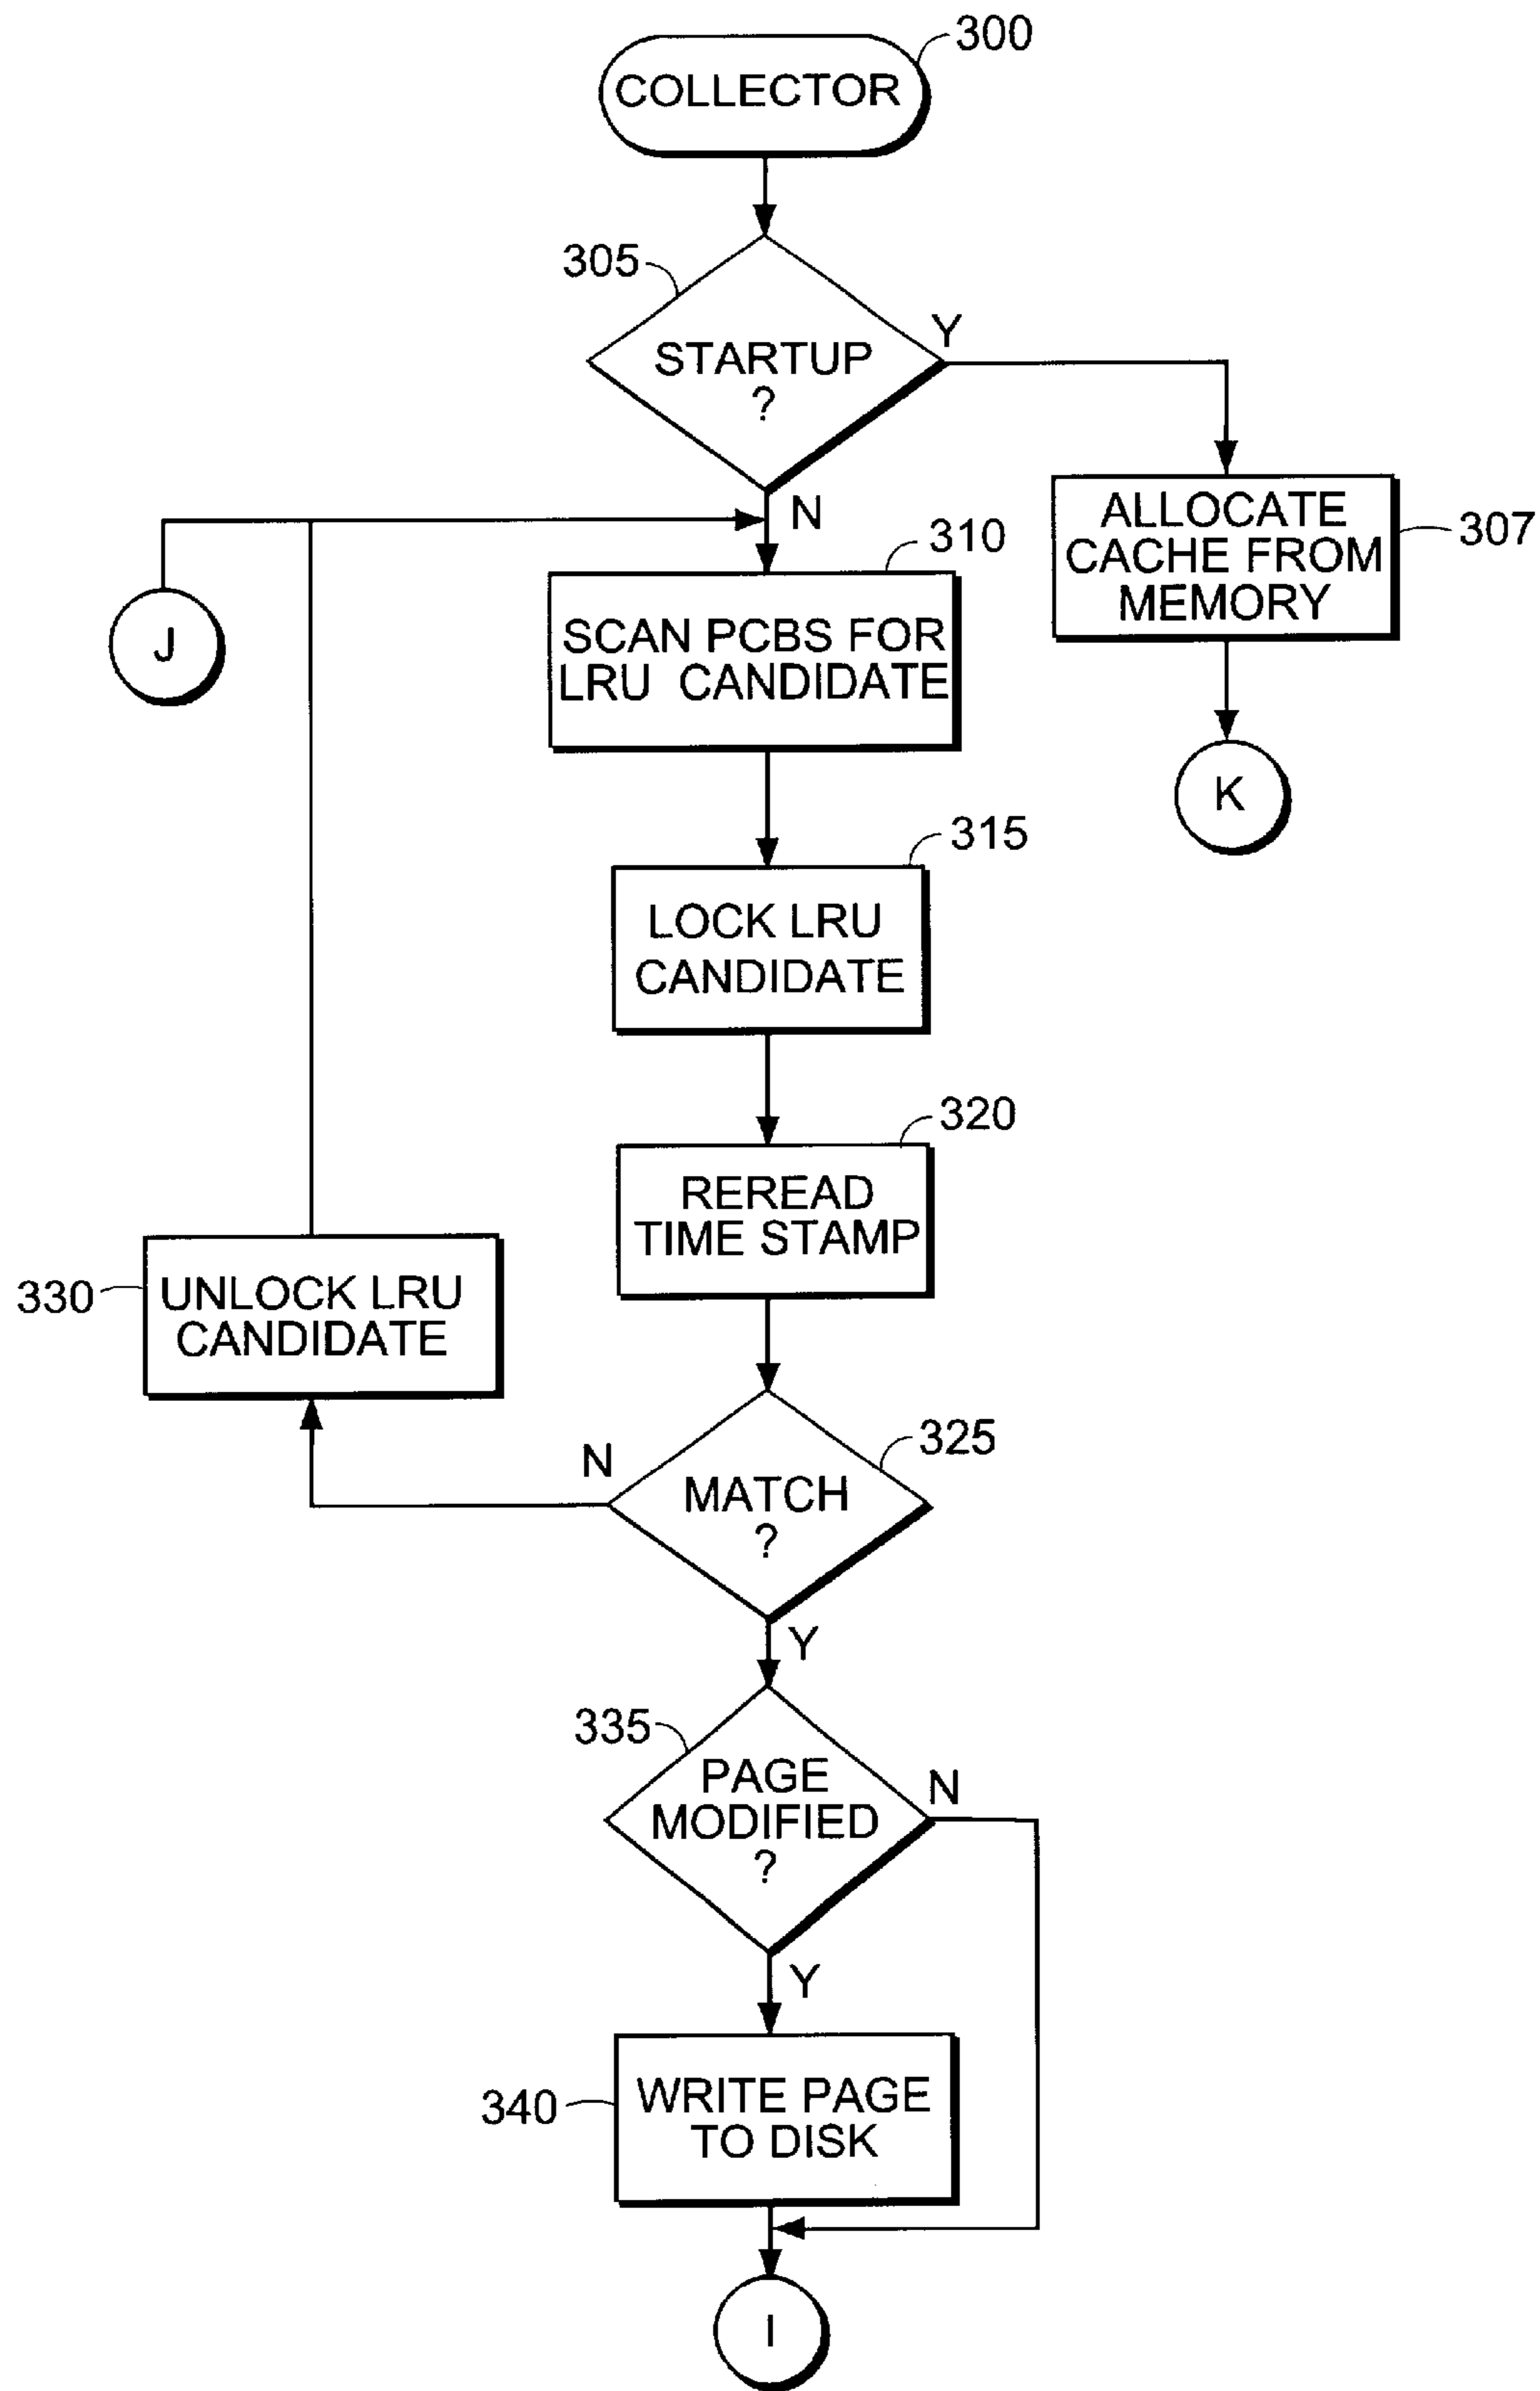 300
COLLECTOR
305
STARTUP
?
Y
N
ALLOCATE
CACHE FROM
MEMORY
307
J
310
SCAN PCBS FOR
LRU CANDIDATE
K
315
LOCK LRU
CANDIDATE
320
REREAD
TIME STAMP
330
UNLOCK LRU
CANDIDATE
325
N
MATCH
?
Y
335
PAGE
MODIFIED
?
N
Y
340
WRITE PAGE
TO DISK
I